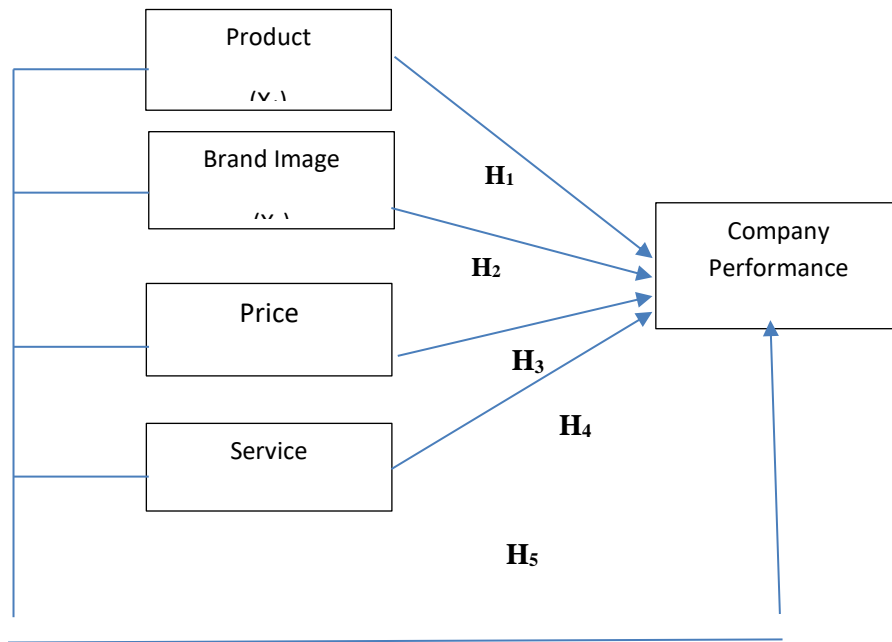 Product
Brand Image
Price
Service
H₁
H₂
H₃
H₄
H₅
Company
Performance